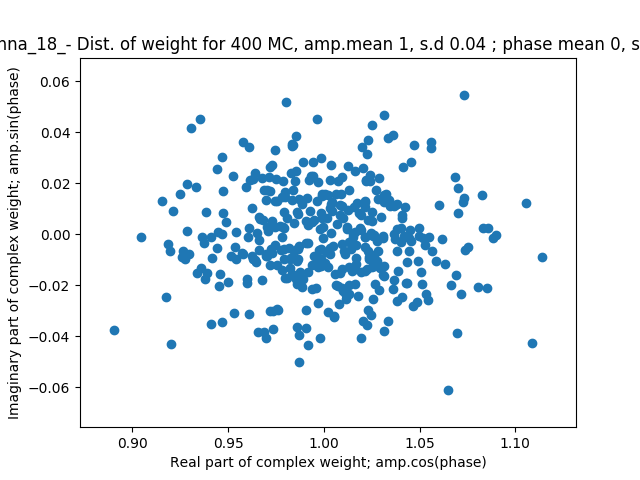 nna_18_- Dist. of weight for 400 MC, amp.mean 1, s.d 0.04 ; phase mean 0, s
Imaginary part of complex weight; amp.sin(phase)
0.06
0.04
0.02
0.00
−0.02
−0.04
−0.06
0.90 0.95 1.00 1.05 1.10
Real part of complex weight; amp.cos(phase)